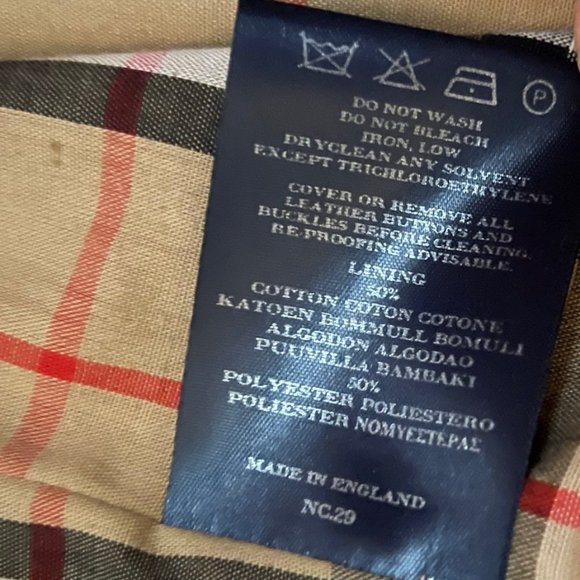 P
DO NOT WASH
DO NOT BLEACH
IRON, LOW
DRYCLEAN ANY SOLVENT
EXCEPT TRICHLOROETHYLENE
COVER OR REMOVE ALL
LEATHER BUTTONS AND
BUCKLES BEFORE CLEANING.
RE-PROOFING ADVISABLE.
LINING
50%
COTTON COTON COTONE
KATOEN BOMMULL BOMULL
ALGODON ALGODAO
PUUVILLA BAMBAKI
50%
POLYESTER POLIESTERO
POLIESTER ΝΟΜΥΕΣΤΕΡΑΣ
MADE IN ENGLAND
NC.29